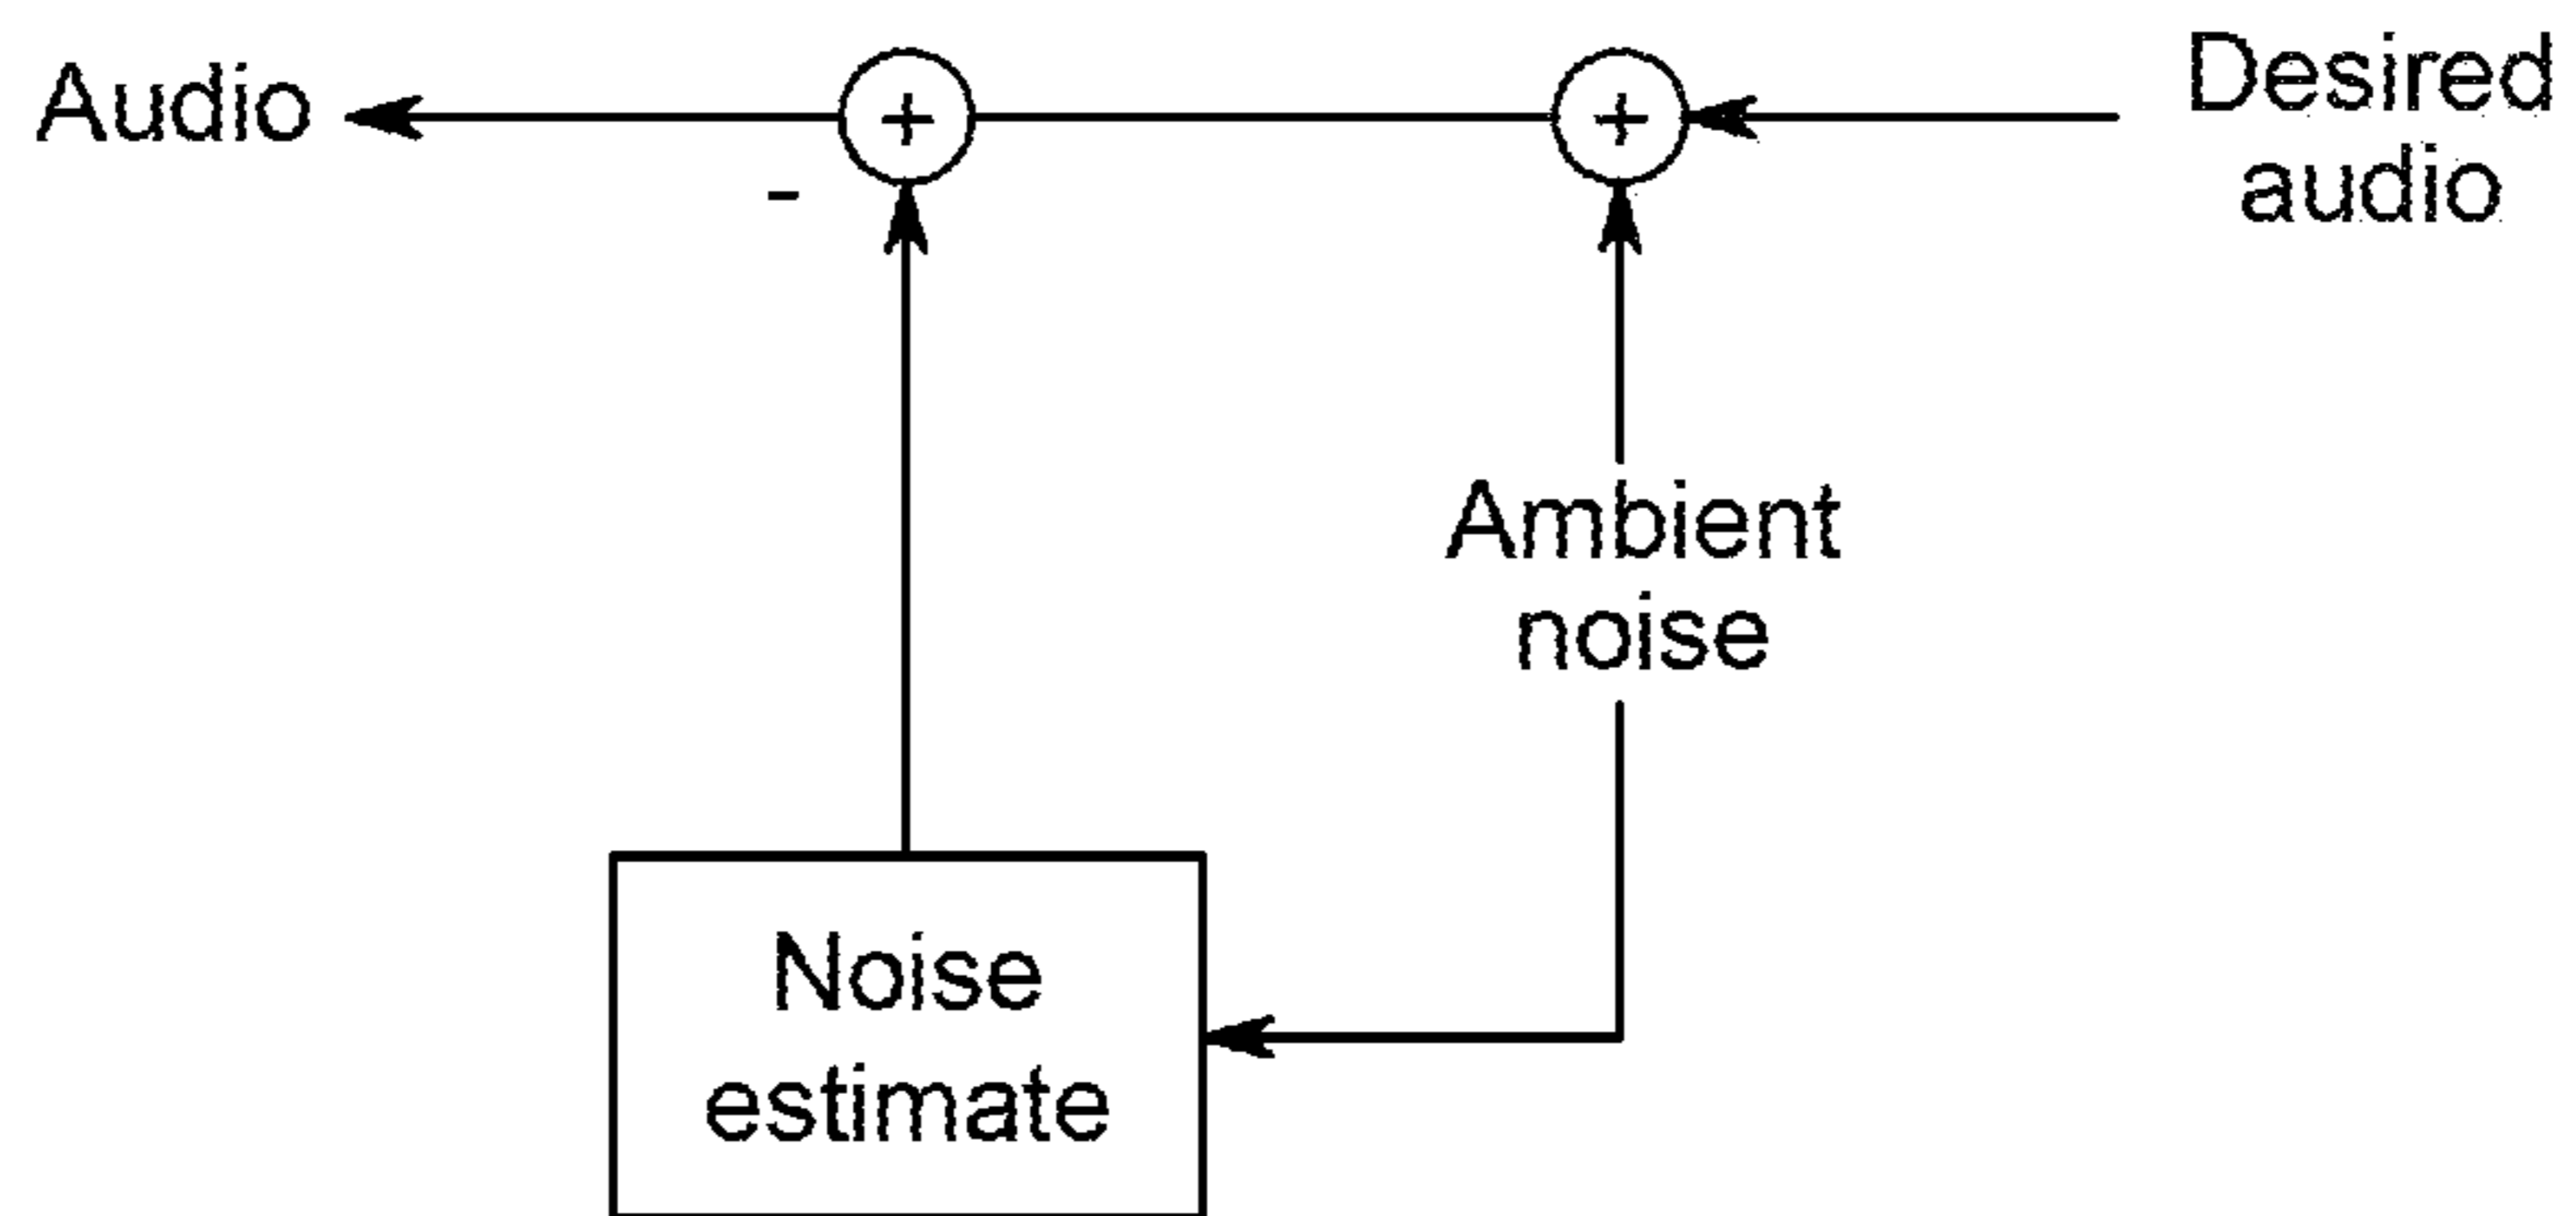 Audio
+
+
Desired
audio
-
Ambient
noise
Noise
estimate